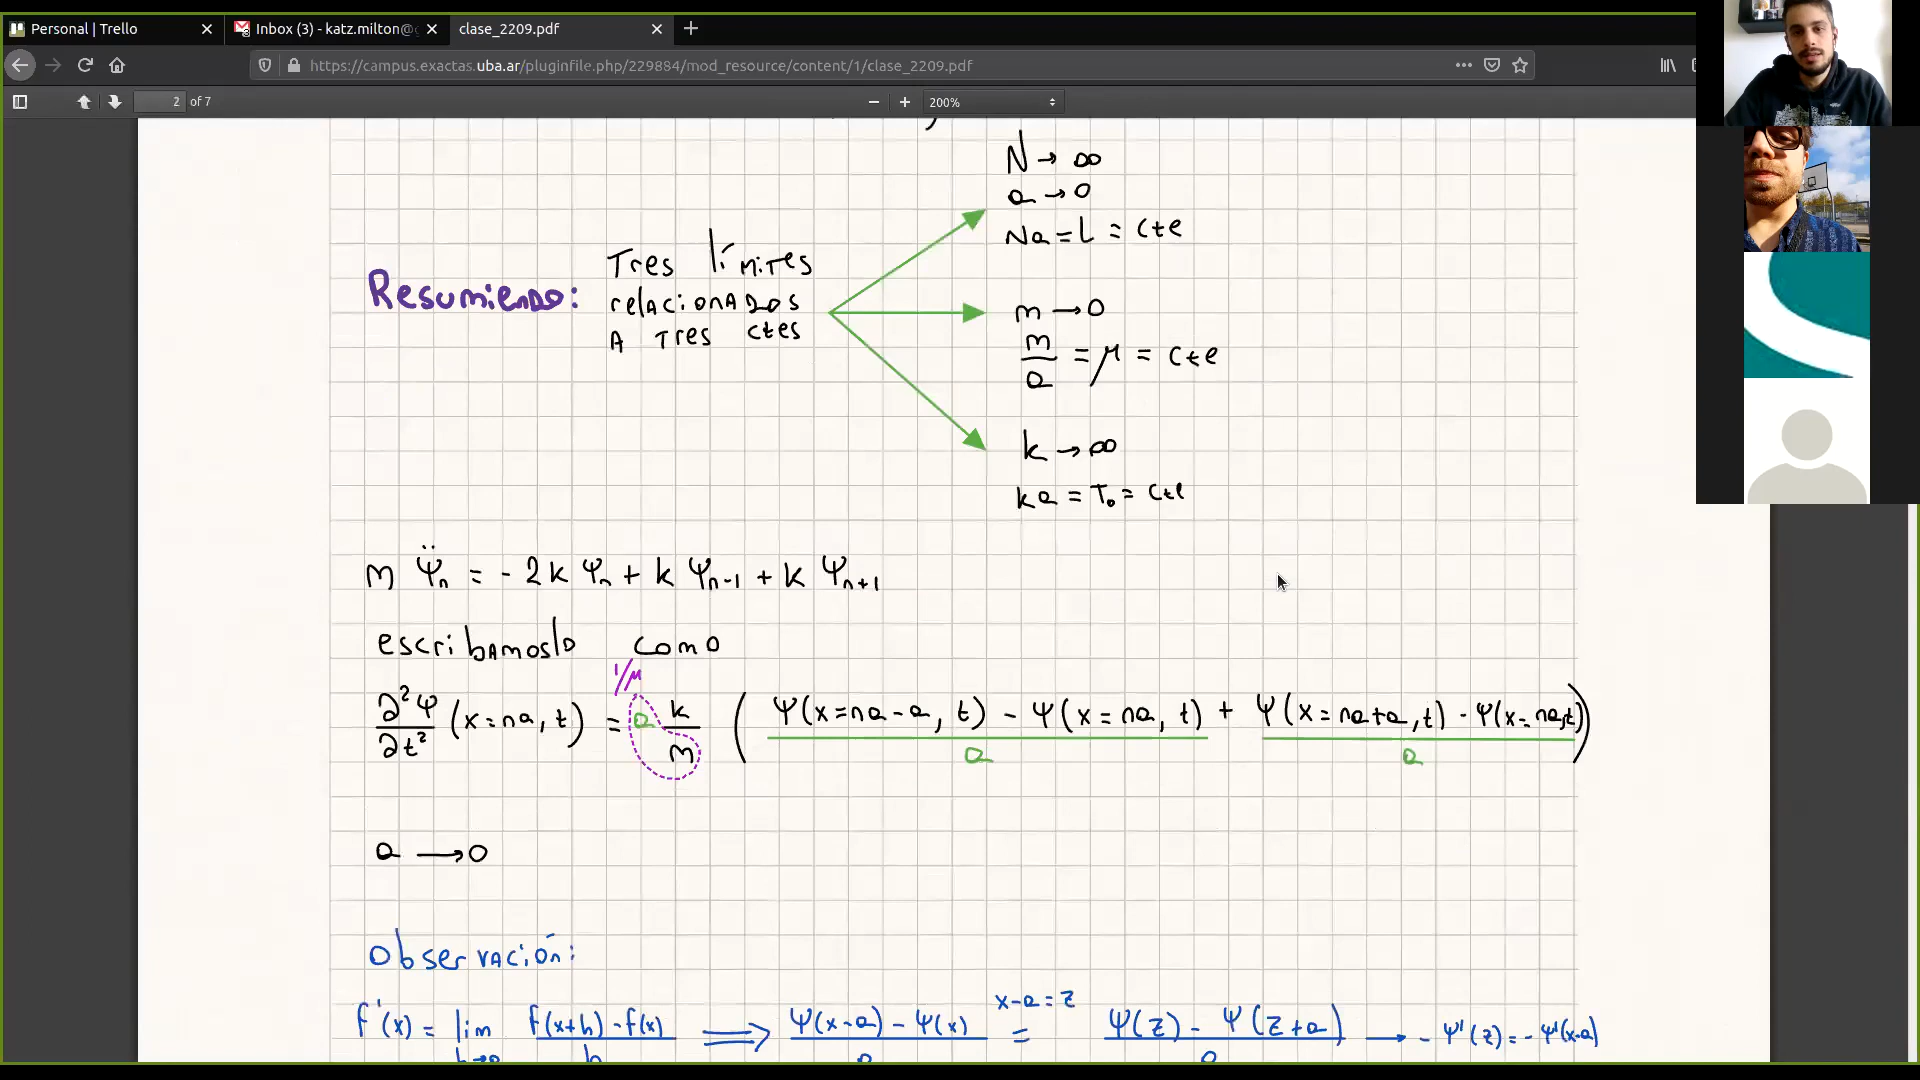 Personal | Trello
Inbox (3) - katz.milton@
clase_2209.pdf
https://campus.exactas.uba.ar/pluginfile.php/229884/mod_resource/content/1/clase_2209.pdf
2 of 7
200%
N → ∞
a → 0
Na = L = cte
Resumiendo:
Tres límites
relacionados
a tres ctes
m → 0
m/a = μ = cte
k → ∞
ka = T₀ = cte
m Ψ̈ₙ = - 2k Ψₙ + k Ψₙ₋₁ + k Ψₙ₊₁
escribamoslo como
1/μ
∂²Ψ/∂t² (x=na, t) = a k/m ( (Ψ(x=na-a, t) - Ψ(x=na, t))/a + (Ψ(x=na+a, t) - Ψ(x=na,t))/a )
a → 0
Observación:
x-a = z
f'(x) = lim h→0 (f(x+h) - f(x))/h ⟹ (Ψ(x-a) - Ψ(x))/a = (Ψ(z) - Ψ(z+a))/a → - Ψ'(z) = - Ψ'(x-a)